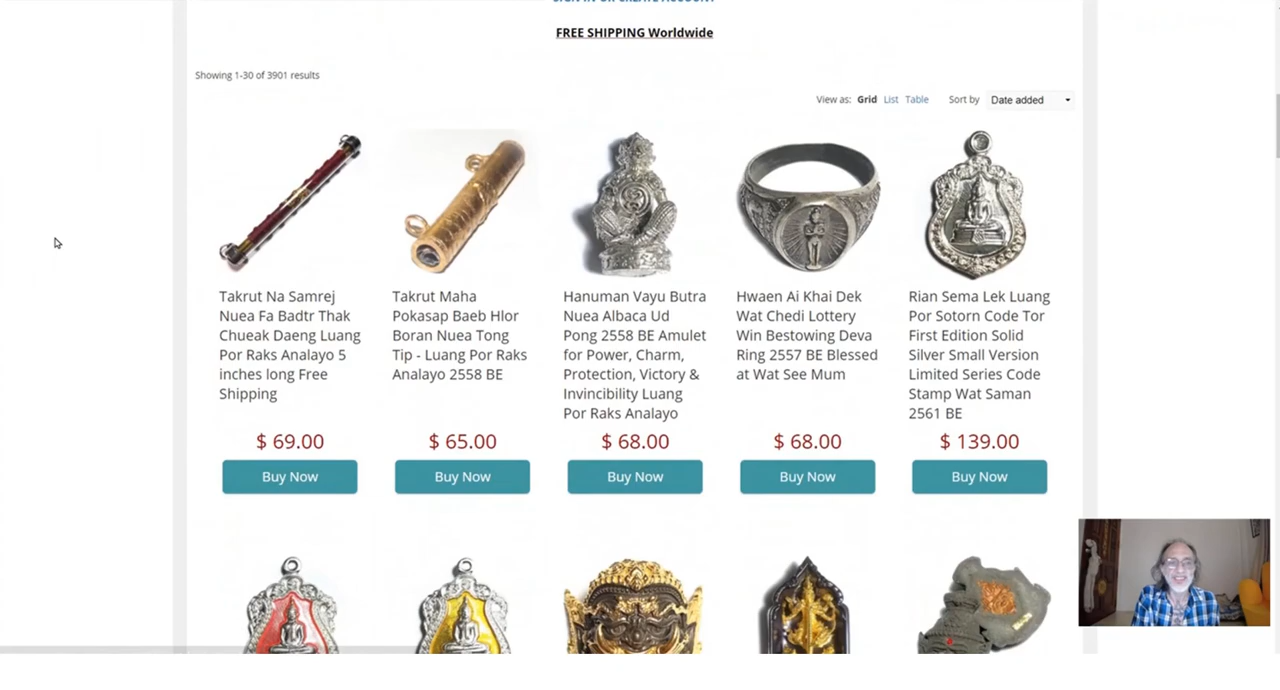 SIGN IN OR CREATE ACCOUNT
FREE SHIPPING Worldwide
Showing 1-30 of 3901 results
View as: Grid List Table Sort by Date added
Takrut Na Samrej
Nuea Fa Badtr Thak
Chueak Daeng Luang
Por Raks Analayo 5
inches long Free
Shipping
$ 69.00
Buy Now
Takrut Maha
Pokasap Baeb Hlor
Boran Nuea Tong
Tip - Luang Por Raks
Analayo 2558 BE
$ 65.00
Buy Now
Hanuman Vayu Butra
Nuea Albaca Ud
Pong 2558 BE Amulet
for Power, Charm,
Protection, Victory &
Invincibility Luang
Por Raks Analayo
$ 68.00
Buy Now
Hwaen Ai Khai Dek
Wat Chedi Lottery
Win Bestowing Deva
Ring 2557 BE Blessed
at Wat See Mum
$ 68.00
Buy Now
Rian Sema Lek Luang
Por Sotorn Code Tor
First Edition Solid
Silver Small Version
Limited Series Code
Stamp Wat Saman
2561 BE
$ 139.00
Buy Now